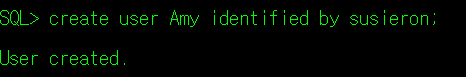 SQL> create user Amy identified by susieron;
User created.